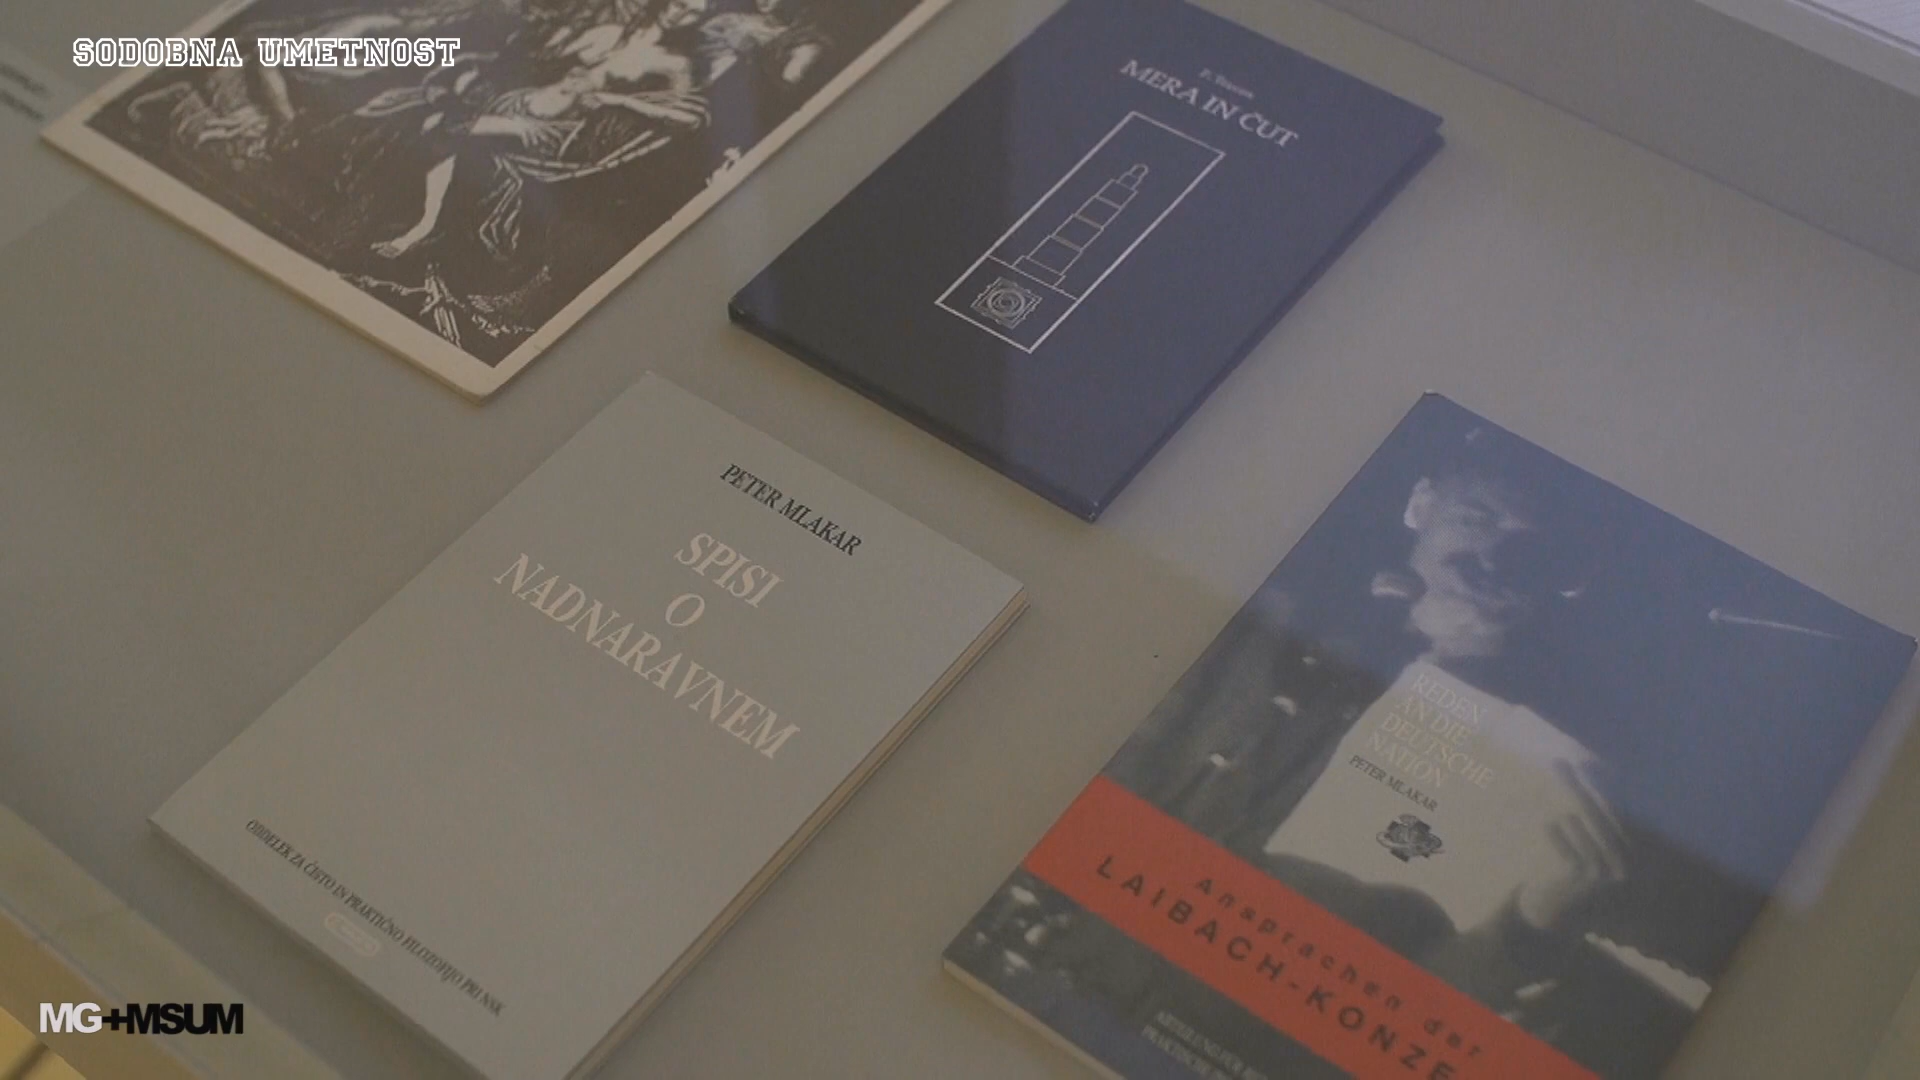 SODOBNA UMETNOST
MERA IN ČUT
PETER MLAKAR
SPISI
O
NADNARAVNEM
ODDELEK ZA ČISTO IN PRAKTIČNO FILOZOFIJO PRI NSK
REDEN
AN DIE
DEUTSCHE
NATION
PETER MLAKAR
Ansprachen der
LAIBACH-KONZE
MG+MSUM